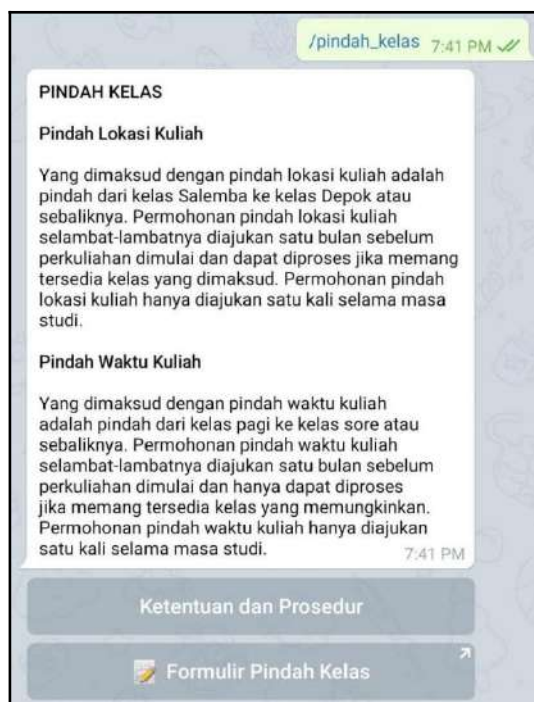 /pindah_kelas 7:41 PM
PINDAH KELAS
Pindah Lokasi Kuliah
Yang dimaksud dengan pindah lokasi kuliah adalah
pindah dari kelas Salemba ke kelas Depok atau
sebaliknya. Permohonan pindah lokasi kuliah
selambat-lambatnya diajukan satu bulan sebelum
perkuliahan dimulai dan dapat diproses jika memang
tersedia kelas yang dimaksud. Permohonan pindah
lokasi kuliah hanya diajukan satu kali selama masa
studi.
Pindah Waktu Kuliah
Yang dimaksud dengan pindah waktu kuliah
adalah pindah dari kelas pagi ke kelas sore atau
sebaliknya. Permohonan pindah waktu kuliah
selambat-lambatnya diajukan satu bulan sebelum
perkuliahan dimulai dan hanya dapat diproses
jika memang tersedia kelas yang memungkinkan.
Permohonan pindah waktu kuliah hanya diajukan
satu kali selama masa studi. 7:41 PM
Ketentuan dan Prosedur
Formulir Pindah Kelas